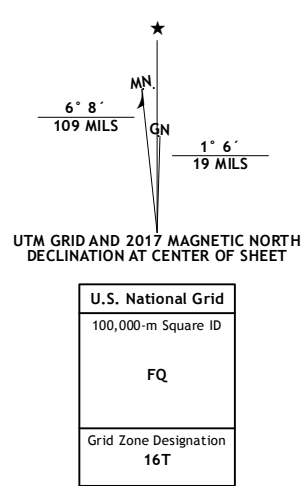 ★
MN.
6° 8´
109 MILS
GN
1° 6´
19 MILS
UTM GRID AND 2017 MAGNETIC NORTH
DECLINATION AT CENTER OF SHEET
U.S. National Grid
100,000-m Square ID
FQ
Grid Zone Designation
16T